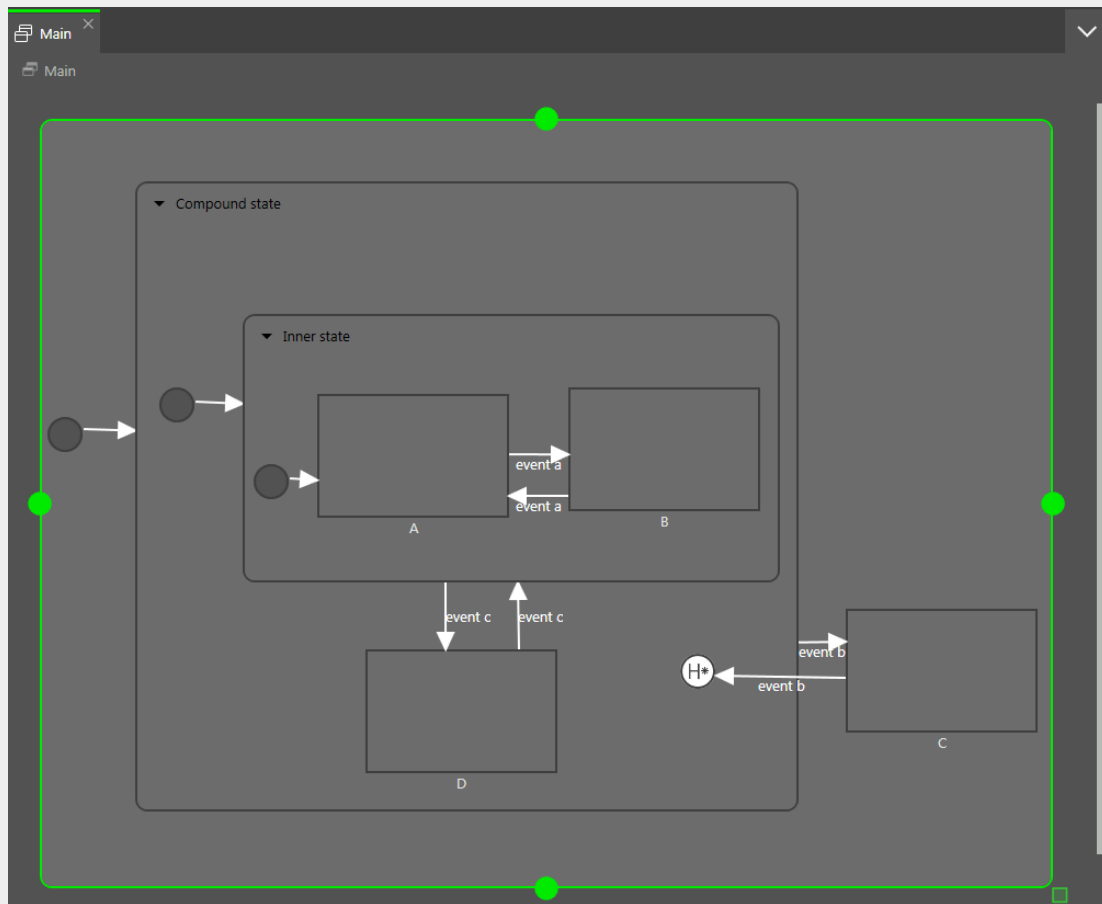 Main
Main
Compound state
Inner state
event a
event a
A
B
event c
event c
event b
H*
event b
C
D